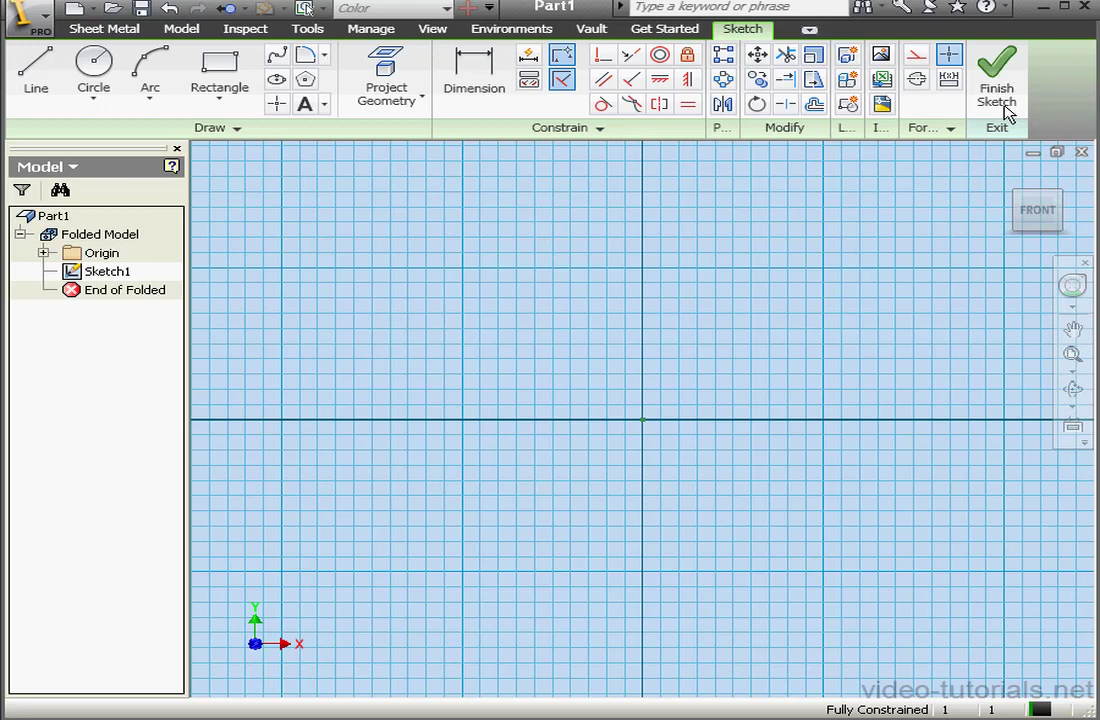 Color
Part1
Type a keyword or phrase
PRO
Sheet Metal
Model
Inspect
Tools
Manage
View
Environments
Vault
Get Started
Sketch
Line
Circle
Arc
Rectangle
A
Project
Geometry
Dimension
Finish
Sketch
Draw
Constrain
P...
Modify
L...
I...
For...
Exit
Model
Part1
Folded Model
Origin
Sketch1
End of Folded
FRONT
Y
X
video-tutorials.net
Fully Constrained
1
1